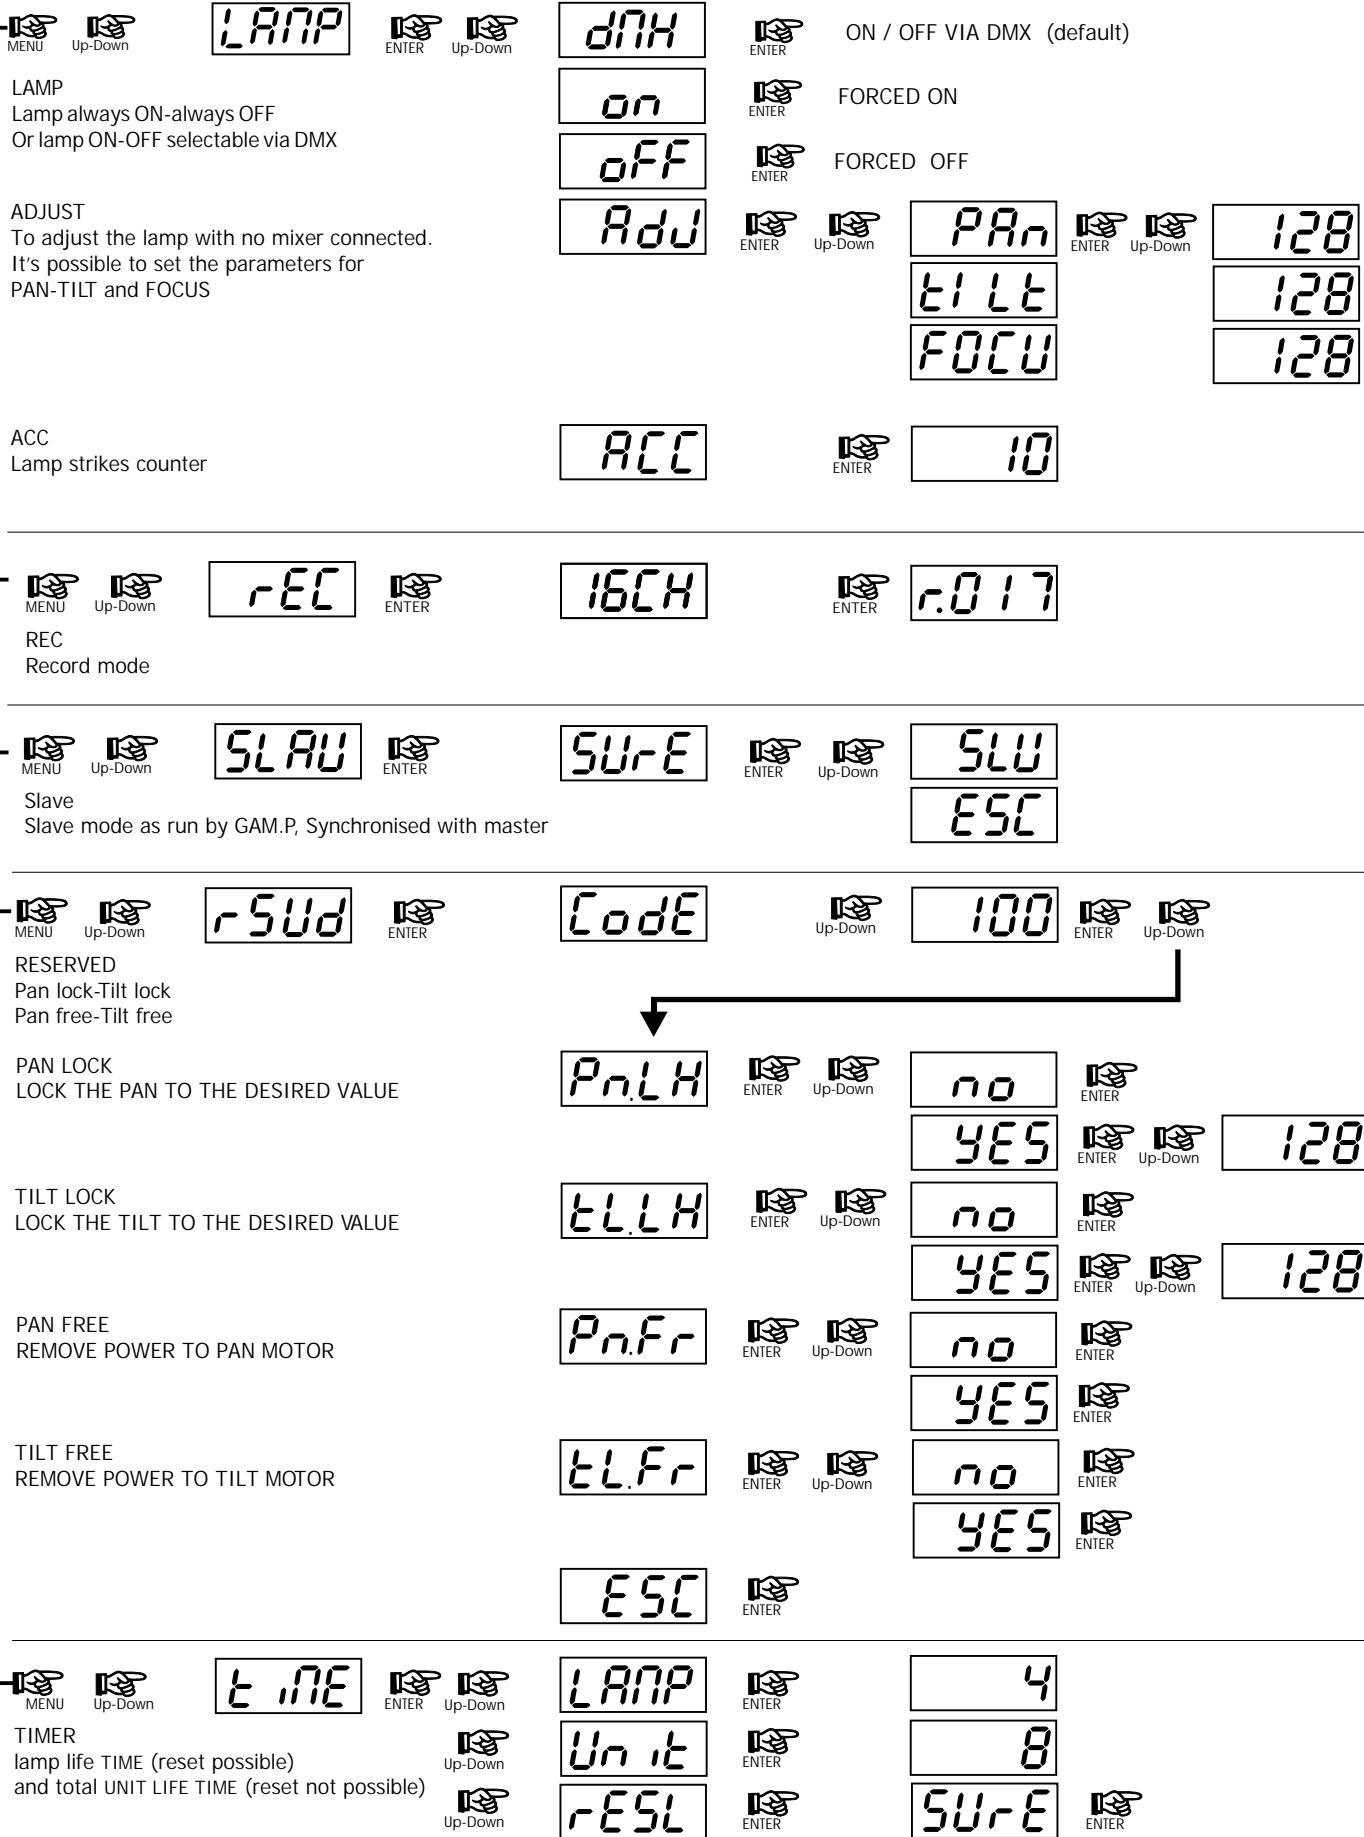 LAMP dMX ON / OFF VIA DMX (default)
MENU Up-Down ENTER Up-Down ENTER
LAMP
Lamp always ON-always OFF
Or lamp ON-OFF selectable via DMX
on FORCED ON
ENTER
oFF FORCED OFF
ENTER
ADJUST
To adjust the lamp with no mixer connected.
It's possible to set the parameters for
PAN-TILT and FOCUS
AdJ PAn 128
ENTER Up-Down ENTER Up-Down
tILt 128
FOCU 128
ACC
Lamp strikes counter
ACC 10
ENTER
rEC 16CH r.017
MENU Up-Down ENTER ENTER
REC
Record mode
SLAU SUrE SLU
MENU Up-Down ENTER ENTER Up-Down
ESC
Slave
Slave mode as run by GAM.P, Synchronised with master
rSUd CodE 100
MENU Up-Down ENTER Up-Down ENTER Up-Down
RESERVED
Pan lock-Tilt lock
Pan free-Tilt free
PAN LOCK
LOCK THE PAN TO THE DESIRED VALUE
Pn.LH no
ENTER Up-Down ENTER
YES 128
ENTER Up-Down
TILT LOCK
LOCK THE TILT TO THE DESIRED VALUE
tL.LH no
ENTER Up-Down ENTER
YES 128
ENTER Up-Down
PAN FREE
REMOVE POWER TO PAN MOTOR
Pn.Fr no
ENTER Up-Down ENTER
YES
ENTER
TILT FREE
REMOVE POWER TO TILT MOTOR
tL.Fr no
ENTER Up-Down ENTER
YES
ENTER
ESC
ENTER
tiME LAMP 4
MENU Up-Down ENTER Up-Down ENTER
TIMER
lamp life TIME (reset possible)
and total UNIT LIFE TIME (reset not possible)
Unit 8
Up-Down ENTER
rESL SUrE
Up-Down ENTER ENTER